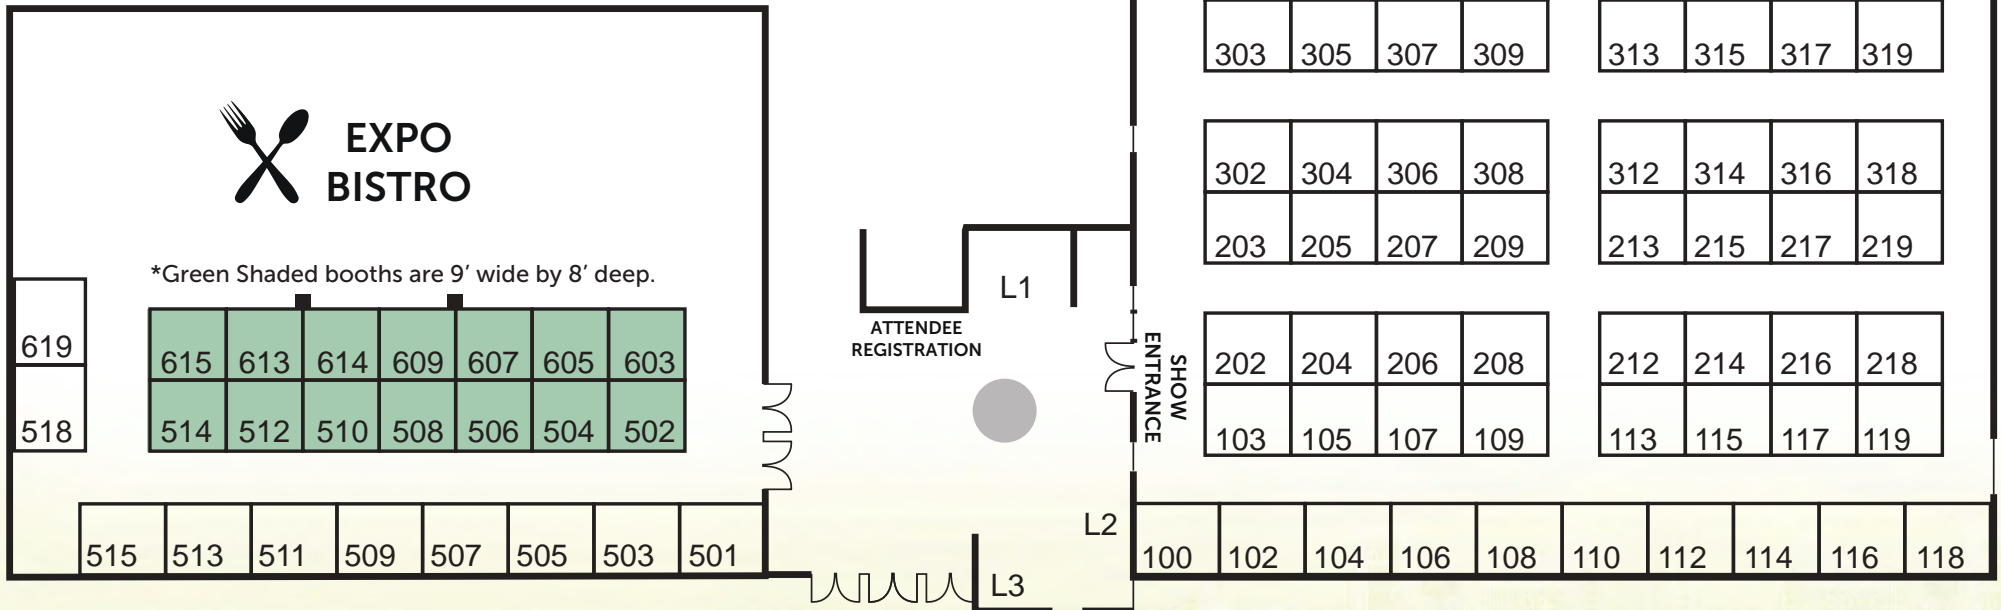 303 305 307 309 313 315 317 319
EXPO
BISTRO
302 304 306 308 312 314 316 318
203 205 207 209 213 215 217 219
*Green Shaded booths are 9’ wide by 8’ deep.
L1
ATTENDEE
REGISTRATION
SHOW
ENTRANCE
619
615 613 614 609 607 605 603
202 204 206 208 212 214 216 218
518
514 512 510 508 506 504 502
103 105 107 109 113 115 117 119
L2
515 513 511 509 507 505 503 501
100 102 104 106 108 110 112 114 116 118
L3